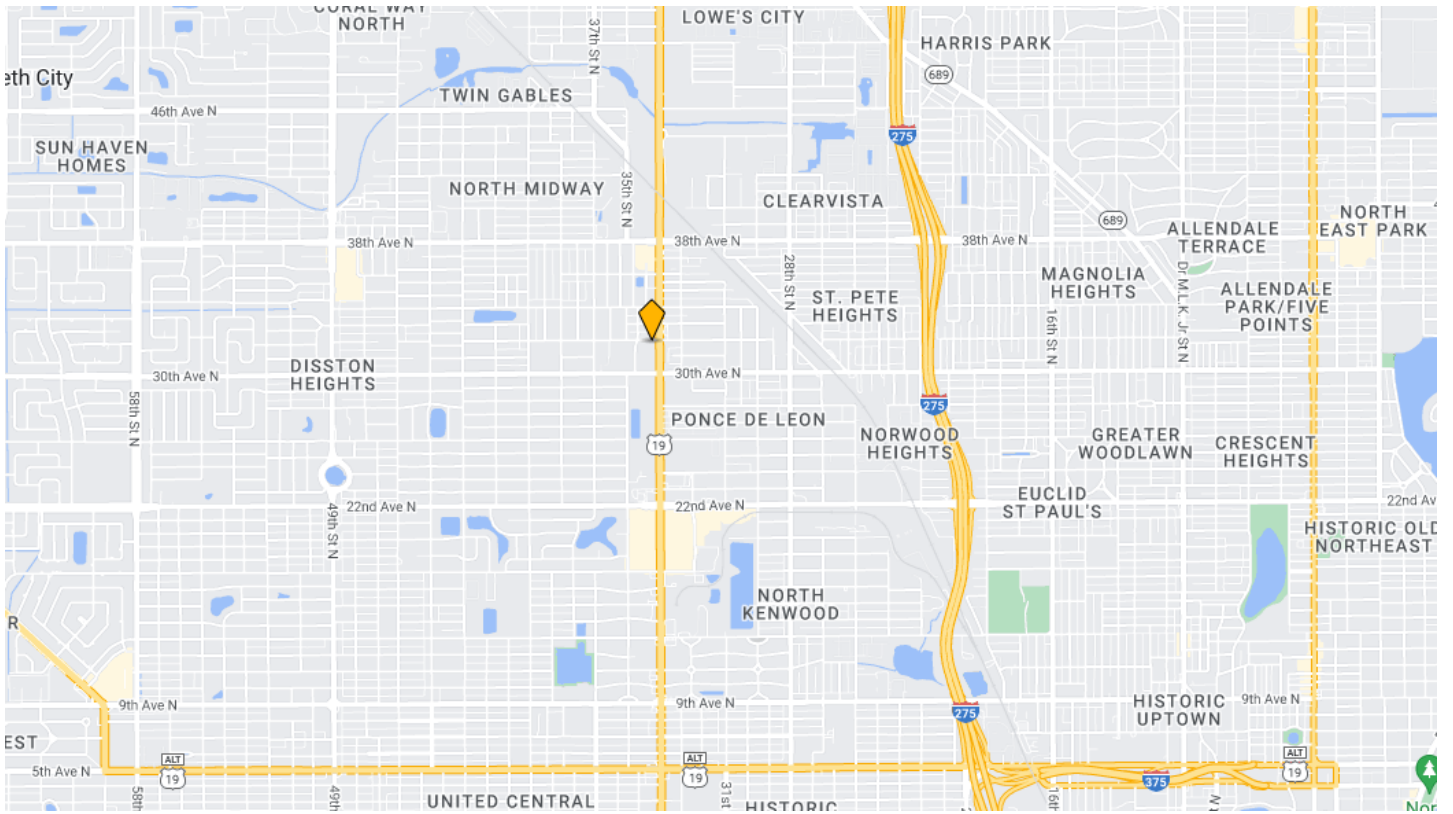 CORAL WAY
NORTH
37th St N
LOWE'S CITY
HARRIS PARK
689
eth City
TWIN GABLES
46th Ave N
275
SUN HAVEN
HOMES
NORTH MIDWAY
35th St N
CLEARVISTA
689
NORTH
EAST PARK
ALLENDALE
TERRACE
38th Ave N
38th Ave N
38th Ave N
28th St N
MAGNOLIA
HEIGHTS
Dr M.L.K. Jr St N
ALLENDALE
PARK/FIVE
POINTS
ST. PETE
HEIGHTS
16th St N
DISSTON
HEIGHTS
30th Ave N
30th Ave N
58th St N
275
PONCE DE LEON
19
NORWOOD
HEIGHTS
GREATER
WOODLAWN
CRESCENT
HEIGHTS
22nd Ave N
22nd Ave N
49th St N
EUCLID
ST PAUL'S
22nd Av
HISTORIC OLD
NORTHEAST
NORTH
KENWOOD
R
9th Ave N
9th Ave N
275
HISTORIC
UPTOWN
9th Ave N
EST
5th Ave N
ALT
19
ALT
19
ALT
19
375
58th
49th
UNITED CENTRAL
31st
HISTORIC
16th
N
Nor